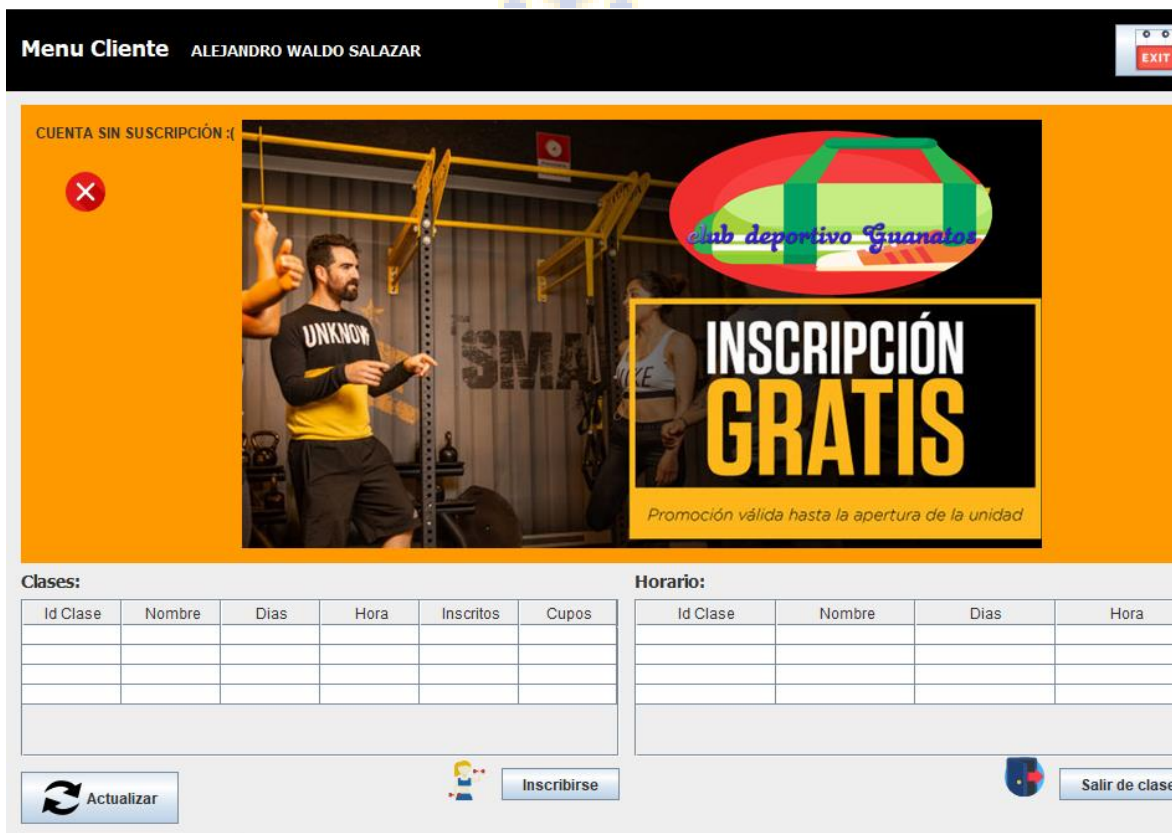 Menu Cliente ALEJANDRO WALDO SALAZAR
EXIT
CUENTA SIN SUSCRIPCIÓN :(
club deportivo Guanatos
UNKNOW
SMA
NIKE
INSCRIPCIÓN
GRATIS
Promoción válida hasta la apertura de la unidad
Clases:
Id Clase Nombre Dias Hora Inscritos Cupos
Horario:
Id Clase Nombre Dias Hora
Actualizar
Inscribirse
Salir de clase